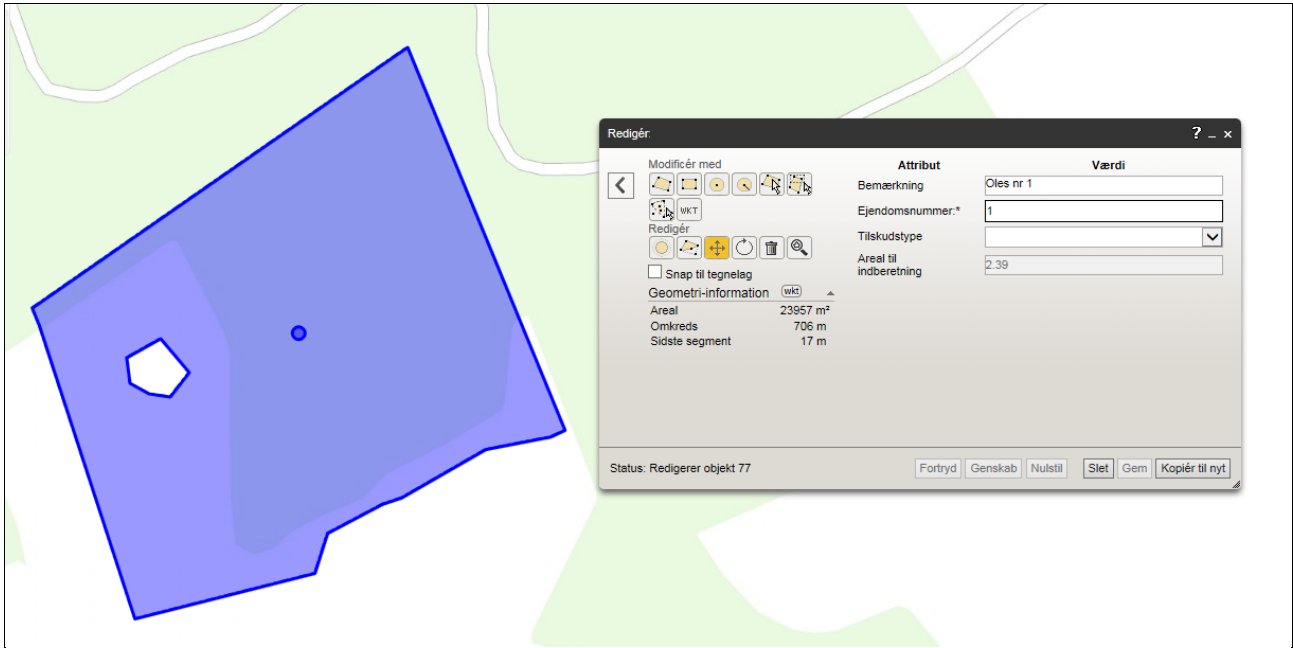 Redigér:
? _ x
Modificér med
WKT
Redigér
Snap til tegnelag
Geometri-information wkt
Areal 23957 m²
Omkreds 706 m
Sidste segment 17 m
Attribut Værdi
Bemærkning Oles nr 1
Ejendomsnummer:* 1
Tilskudstype
Areal til
indberetning 2.39
Status: Redigerer objekt 77
Fortryd Genskab Nulstil Slet Gem Kopiér til nyt